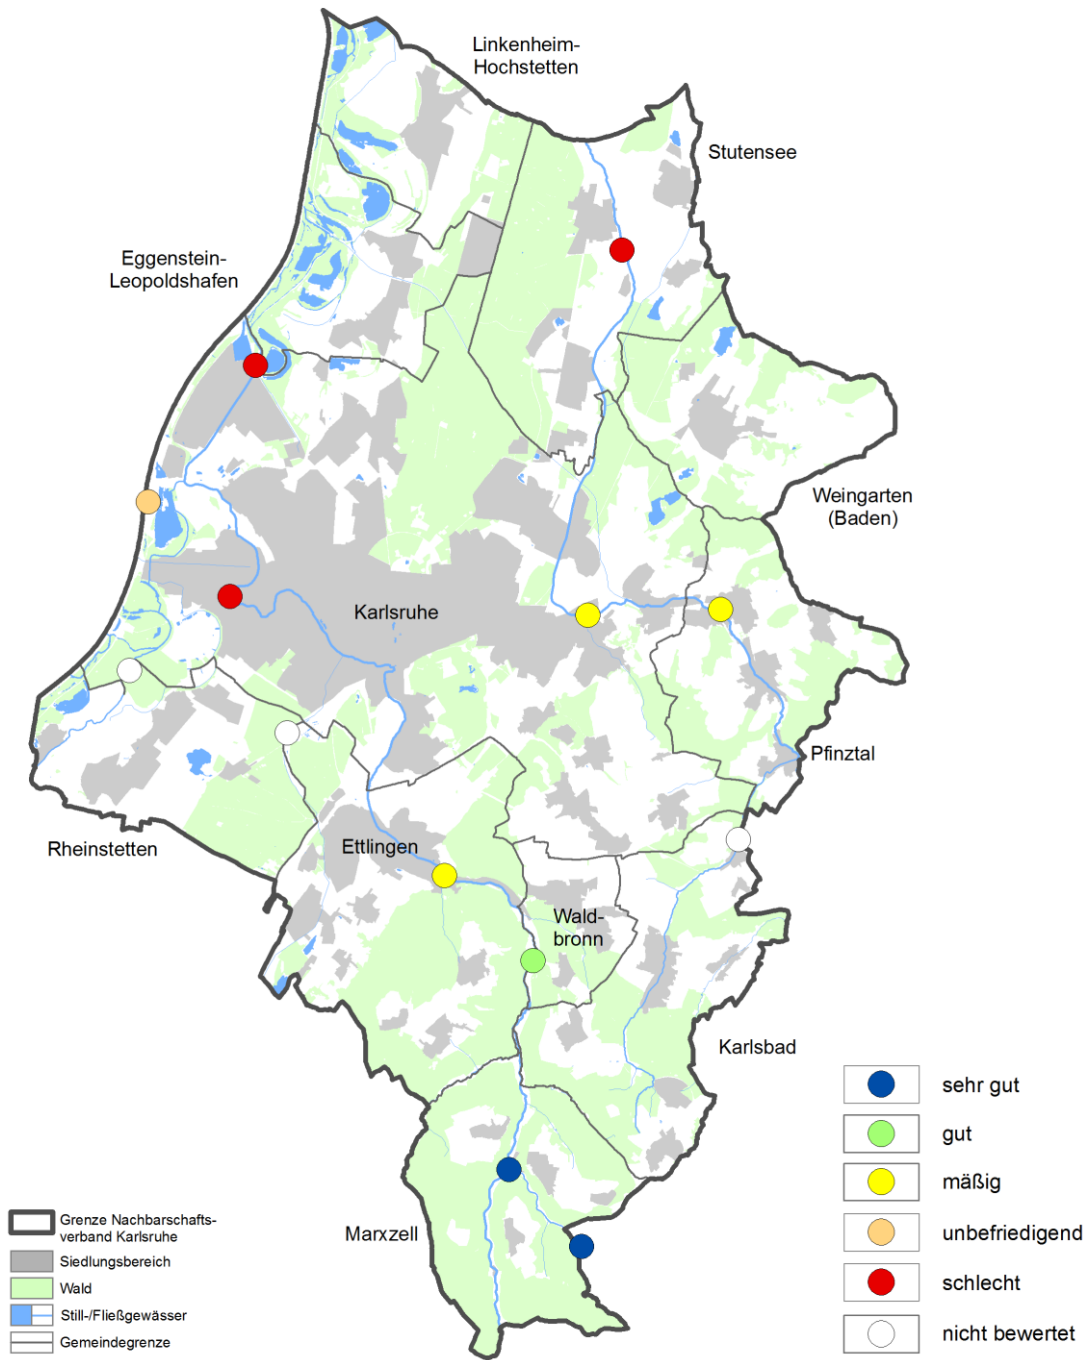 Linkenheim-
Hochstetten
Stutensee
Eggenstein-
Leopoldshafen
Weingarten
(Baden)
Karlsruhe
Pfinztal
Rheinstetten
Ettlingen
Wald-
bronn
Karlsbad
Marxzell
Grenze Nachbarschafts-
verband Karlsruhe
Siedlungsbereich
Wald
Still-/Fließgewässer
Gemeindegrenze
sehr gut
gut
mäßig
unbefriedigend
schlecht
nicht bewertet